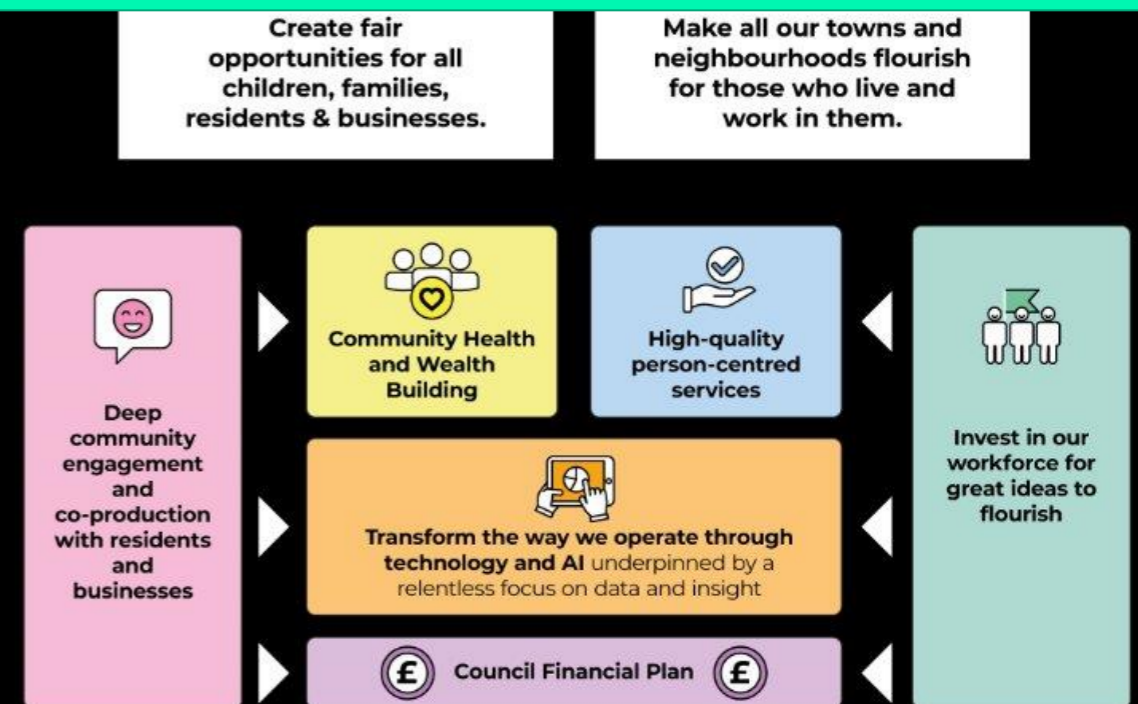 Create fair
opportunities for all
children, families,
residents & businesses.
Make all our towns and
neighbourhoods flourish
for those who live and
work in them.
Deep
community
engagement
and
co-production
with residents
and
businesses
Community Health
and Wealth
Building
High-quality
person-centred
services
Transform the way we operate through
technology and AI underpinned by a
relentless focus on data and insight
£ Council Financial Plan £
Invest in our
workforce for
great ideas to
flourish